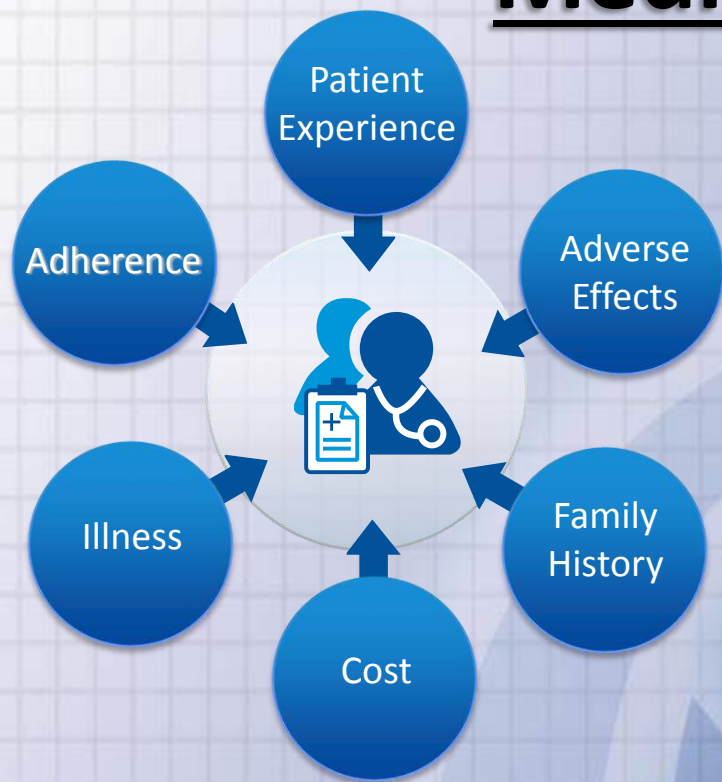 Patient
Experience
Adherence
Adverse
Effects
Illness
Family
History
Cost